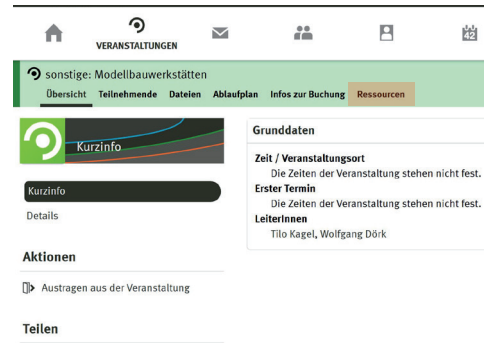 VERANSTALTUNGEN
42
sonstige: Modellbauwerkstätten
Übersicht Teilnehmende Dateien Ablaufplan Infos zur Buchung Ressourcen
Kurzinfo
Kurzinfo
Details
Aktionen
Austragen aus der Veranstaltung
Teilen
Grunddaten
Zeit / Veranstaltungsort
Die Zeiten der Veranstaltung stehen nicht fest.
Erster Termin
Die Zeiten der Veranstaltung stehen nicht fest.
LeiterInnen
Tilo Kagel, Wolfgang Dörk